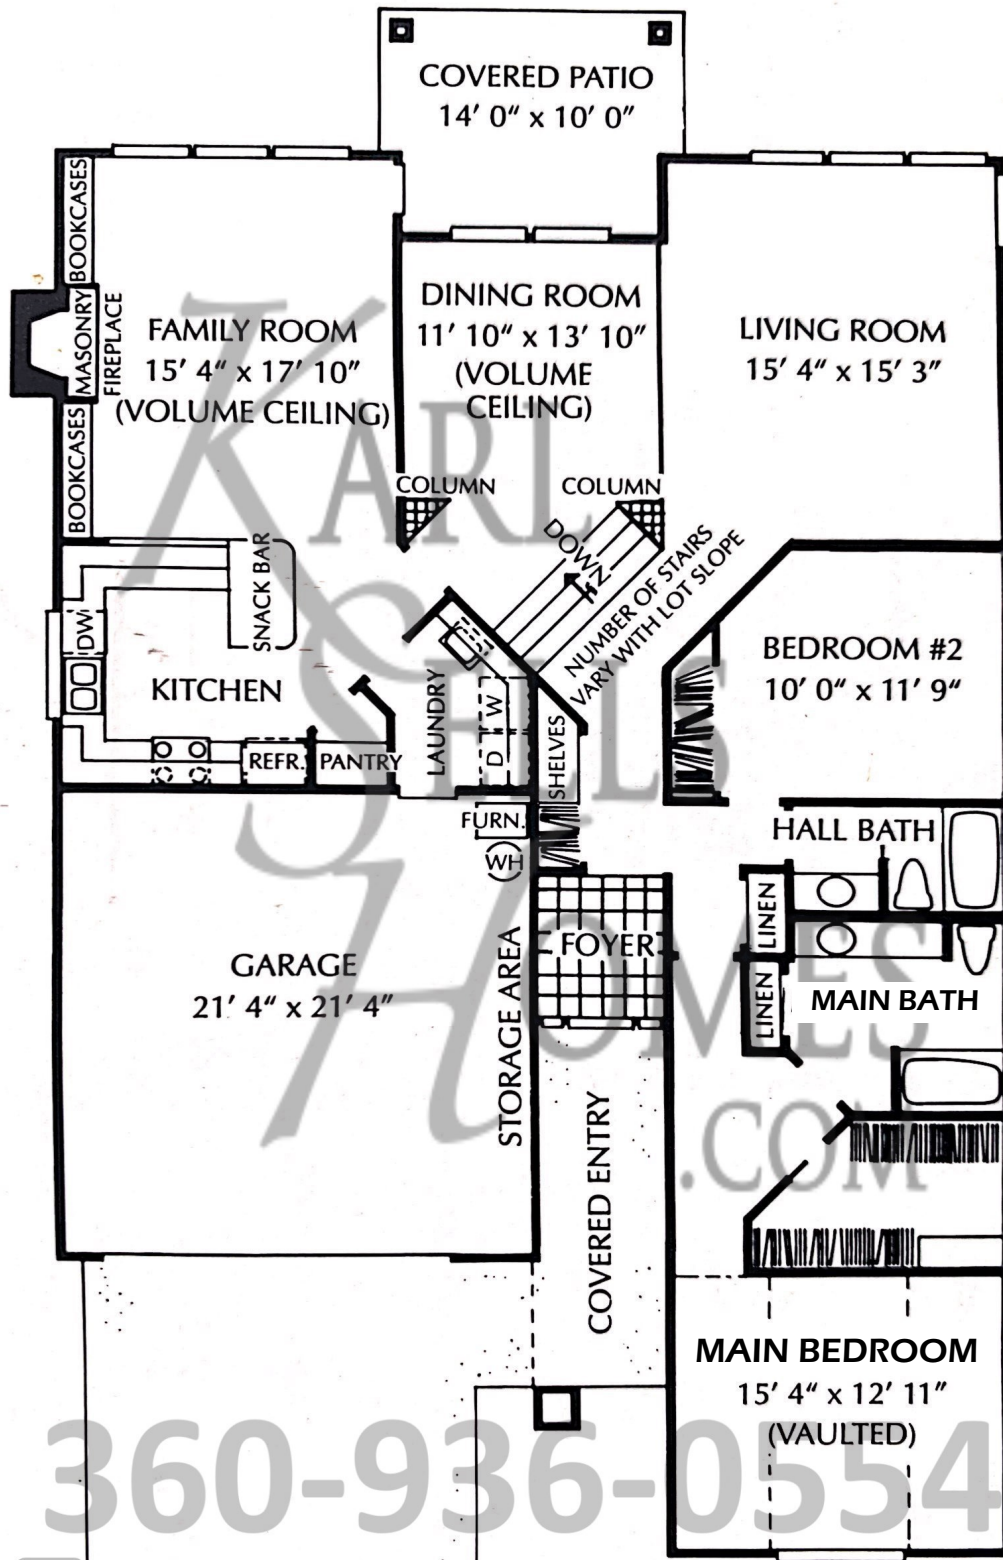 COVERED PATIO
14' 0" x 10' 0"
BOOKCASES
MASONRY
FIREPLACE
BOOKCASES
FAMILY ROOM
15' 4" x 17' 10"
(VOLUME CEILING)
DINING ROOM
11' 10" x 13' 10"
(VOLUME
CEILING)
LIVING ROOM
15' 4" x 15' 3"
COLUMN
COLUMN
DOWN
NUMBER OF STAIRS
VARY WITH LOT SLOPE
SNACK BAR
DW
KITCHEN
REFR.
PANTRY
LAUNDRY
W
D
SHELVES
BEDROOM #2
10' 0" x 11' 9"
FURN.
WH
HALL BATH
LINEN
LINEN
FOYER
MAIN BATH
GARAGE
21' 4" x 21' 4"
STORAGE AREA
COVERED ENTRY
MAIN BEDROOM
15' 4" x 12' 11"
(VAULTED)
KARL
SELLS
HOMES
.COM
360-936-0554